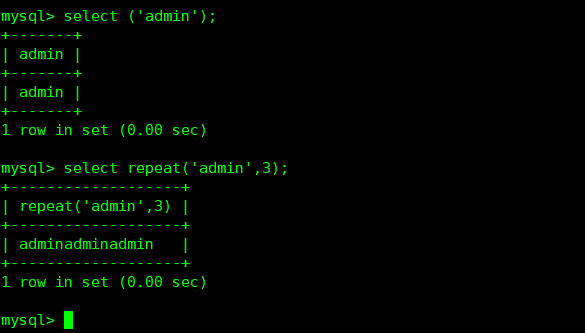 mysql> select ('admin');
+-------+
| admin |
+-------+
| admin |
+-------+
1 row in set (0.00 sec)

mysql> select repeat('admin',3);
+-------------------+
| repeat('admin',3) |
+-------------------+
| adminadminadmin   |
+-------------------+
1 row in set (0.00 sec)

mysql>